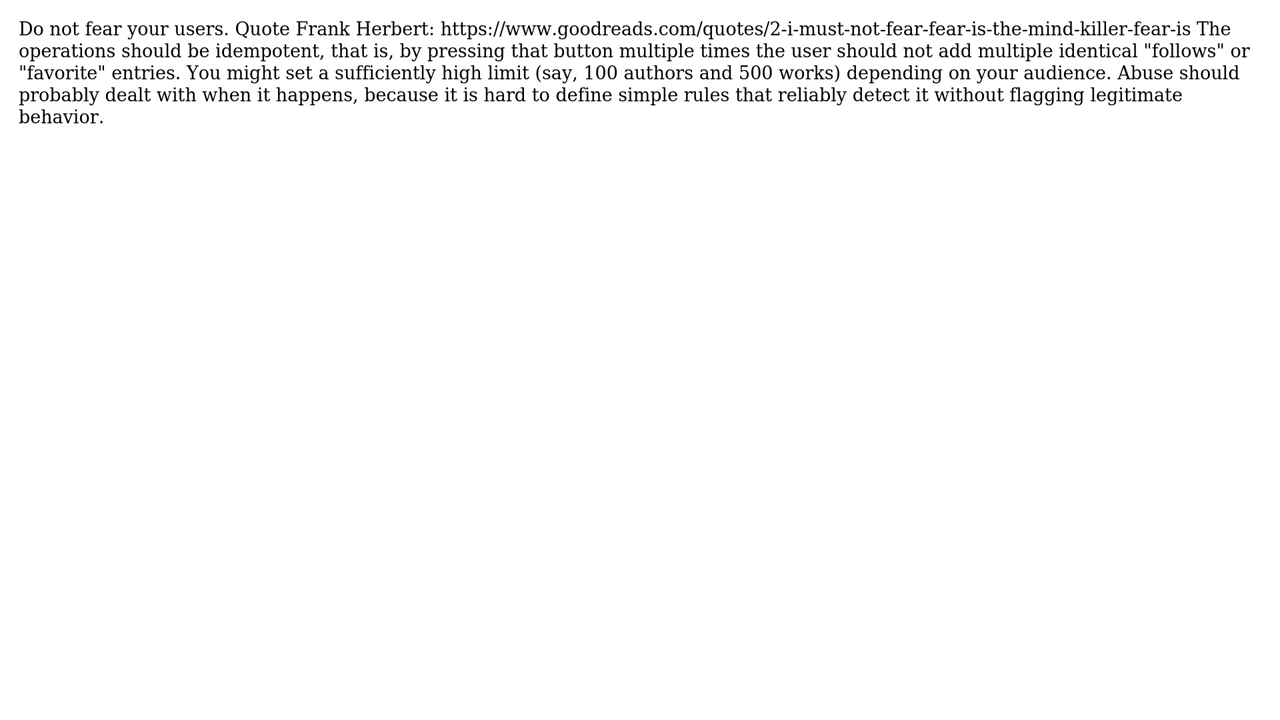 Do not fear your users. Quote Frank Herbert: https://www.goodreads.com/quotes/2-i-must-not-fear-fear-is-the-mind-killer-fear-is The
operations should be idempotent, that is, by pressing that button multiple times the user should not add multiple identical "follows" or
"favorite" entries. You might set a sufficiently high limit (say, 100 authors and 500 works) depending on your audience. Abuse should
probably dealt with when it happens, because it is hard to define simple rules that reliably detect it without flagging legitimate
behavior.